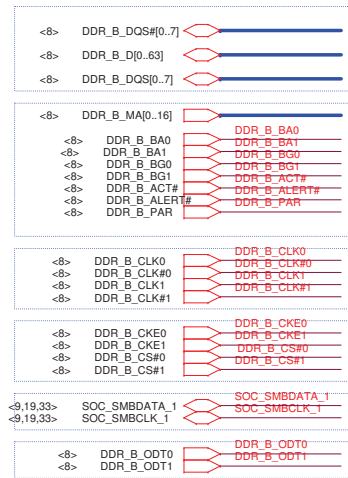 <8> DDR_B_DQS#[0..7]
<8> DDR_B_D[0..63]
<8> DDR_B_DQS[0..7]
<8> DDR_B_MA[0..16]
<8> DDR_B_BA0 DDR_B_BA0
<8> DDR_B_BA1 DDR_B_BA1
<8> DDR_B_BG0 DDR_B_BG0
<8> DDR_B_BG1 DDR_B_BG1
<8> DDR_B_ACT# DDR_B_ACT#
<8> DDR_B_ALERT# DDR_B_ALERT#
<8> DDR_B_PAR DDR_B_PAR
<8> DDR_B_CLK0 DDR_B_CLK0
<8> DDR_B_CLK#0 DDR_B_CLK#0
<8> DDR_B_CLK1 DDR_B_CLK1
<8> DDR_B_CLK#1 DDR_B_CLK#1
<8> DDR_B_CKE0 DDR_B_CKE0
<8> DDR_B_CKE1 DDR_B_CKE1
<8> DDR_B_CS#0 DDR_B_CS#0
<8> DDR_B_CS#1 DDR_B_CS#1
<9,19,33> SOC_SMBDATA_1 SOC_SMBDATA_1
<9,19,33> SOC_SMBCLK_1 SOC_SMBCLK_1
<8> DDR_B_ODT0 DDR_B_ODT0
<8> DDR_B_ODT1 DDR_B_ODT1